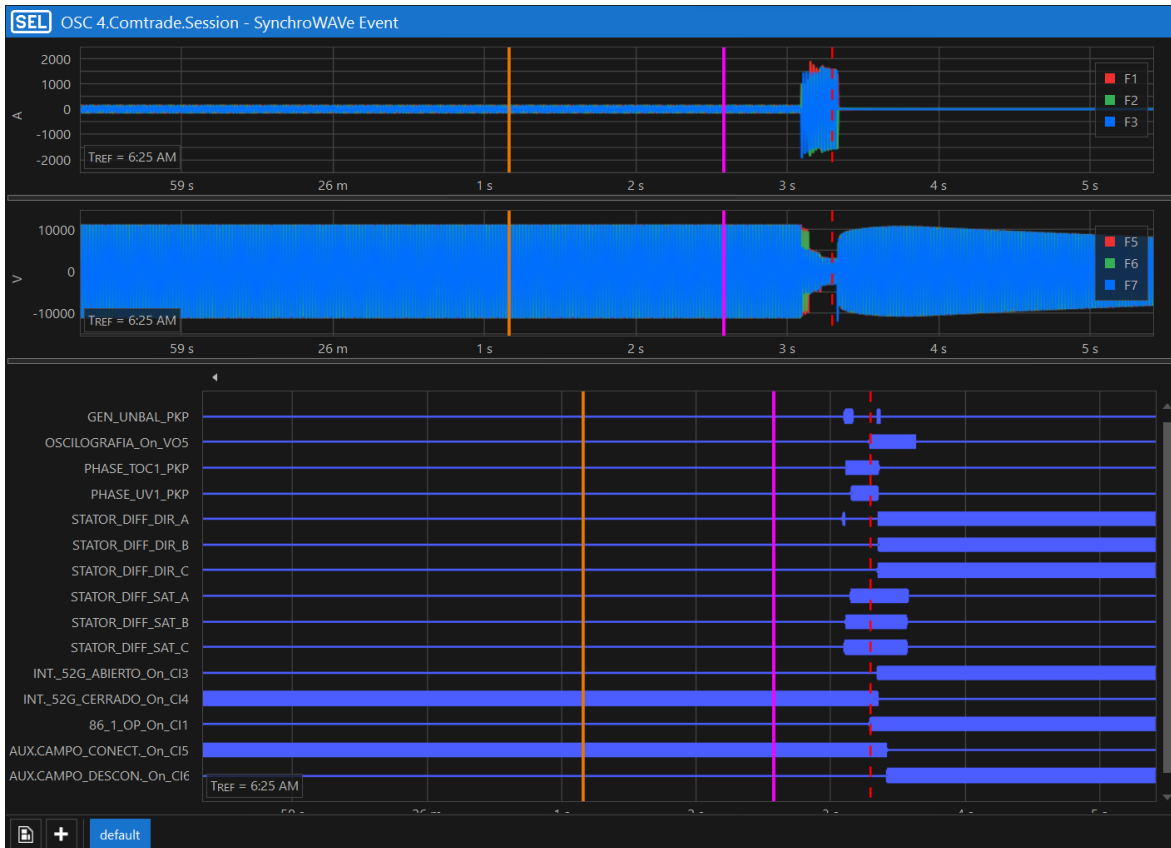 SEL OSC 4.Comtrade.Session - SynchroWAVe Event
2000
1000
0
-1000
-2000
A
TREF = 6:25 AM
F1
F2
F3
59 s 26 m 1 s 2 s 3 s 4 s 5 s
10000
0
-10000
V
TREF = 6:25 AM
F5
F6
F7
59 s 26 m 1 s 2 s 3 s 4 s 5 s
GEN_UNBAL_PKP
OSCILOGRAFIA_On_VO5
PHASE_TOC1_PKP
PHASE_UV1_PKP
STATOR_DIFF_DIR_A
STATOR_DIFF_DIR_B
STATOR_DIFF_DIR_C
STATOR_DIFF_SAT_A
STATOR_DIFF_SAT_B
STATOR_DIFF_SAT_C
INT._52G_ABIERTO_On_CI3
INT._52G_CERRADO_On_CI4
86_1_OP_On_CI1
AUX.CAMPO_CONECT._On_CI5
AUX.CAMPO_DESCON._On_CI6
TREF = 6:25 AM
default